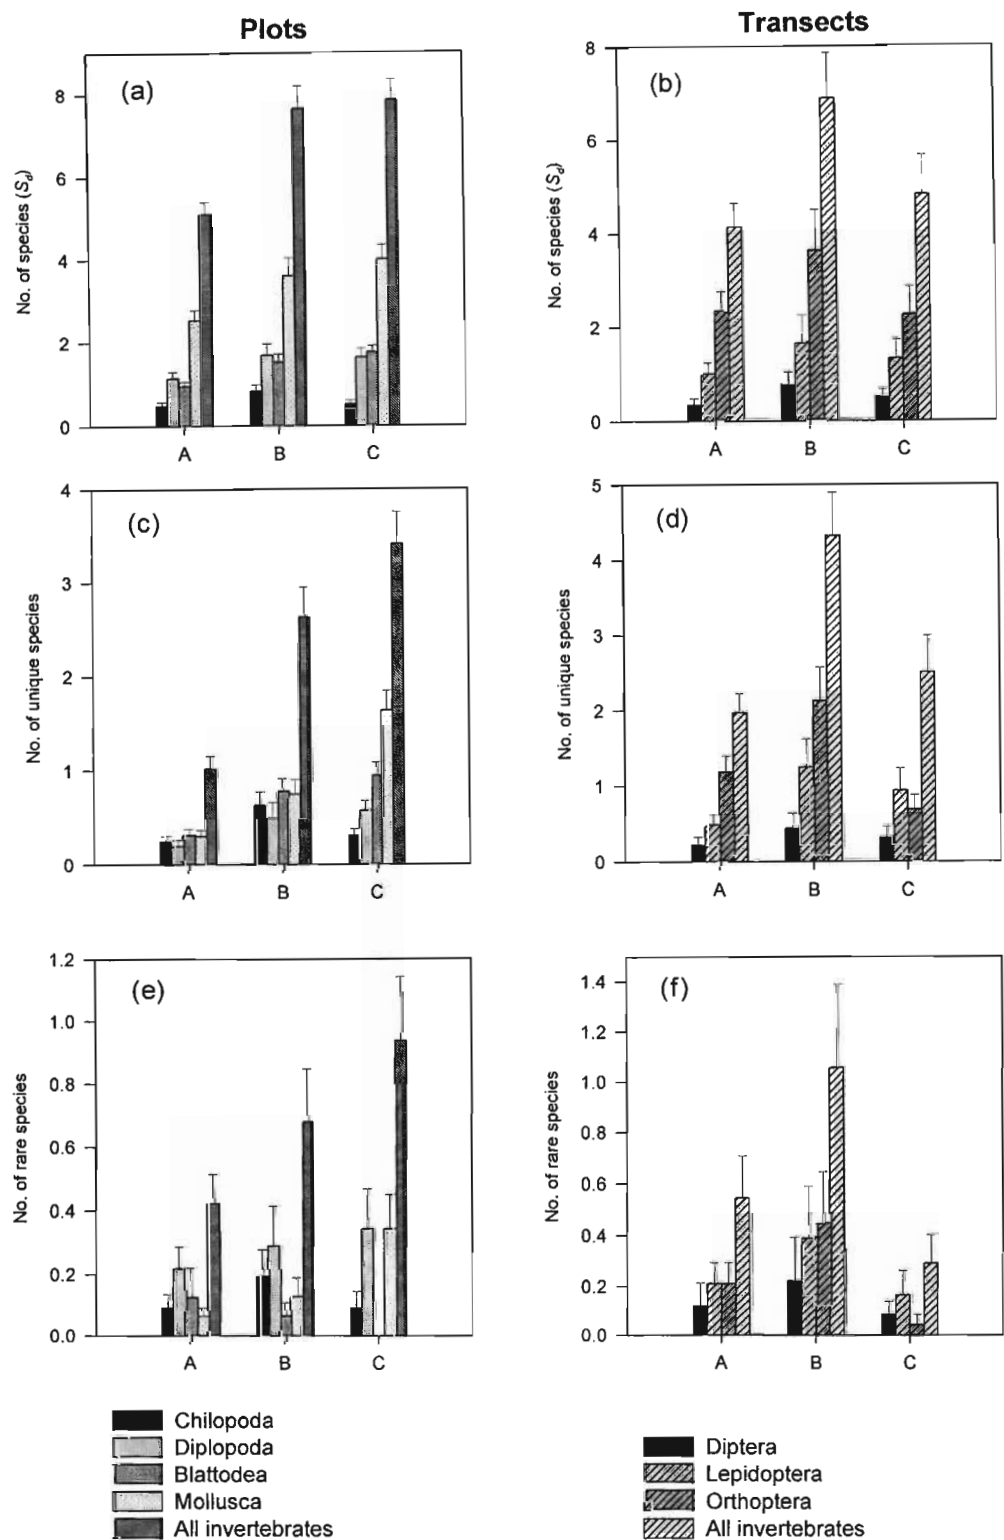 Plots
Transects
(a)
No. of species (Sd)
8
6
4
2
0
A B C
(b)
No. of species (Sd)
8
6
4
2
0
A B C
(c)
No. of unique species
4
3
2
1
0
A B C
(d)
No. of unique species
5
4
3
2
1
0
A B C
(e)
No. of rare species
1.2
1.0
0.8
0.6
0.4
0.2
0.0
A B C
(f)
No. of rare species
1.4
1.2
1.0
0.8
0.6
0.4
0.2
0.0
A B C
Chilopoda
Diplopoda
Blattodea
Mollusca
All invertebrates
Diptera
Lepidoptera
Orthoptera
All invertebrates